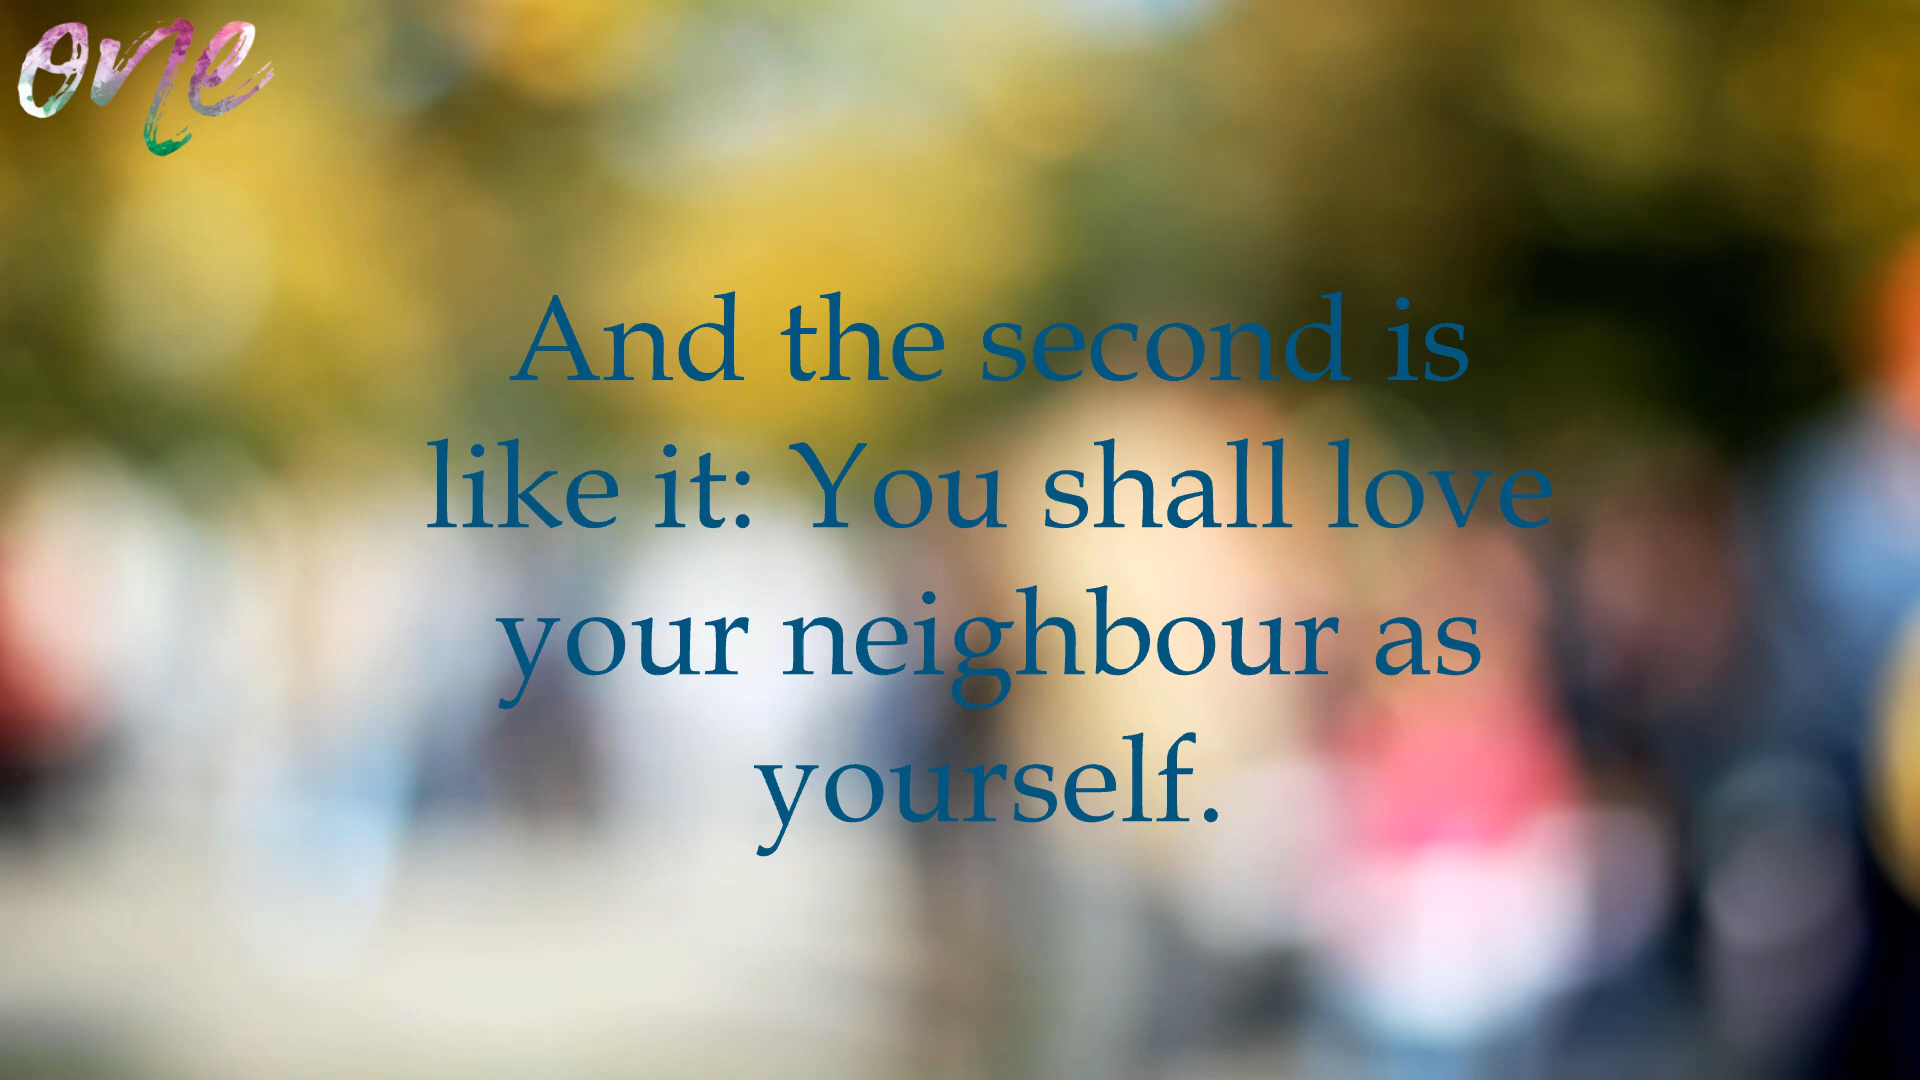 one
And the second is
like it: You shall love
your neighbour as
yourself.